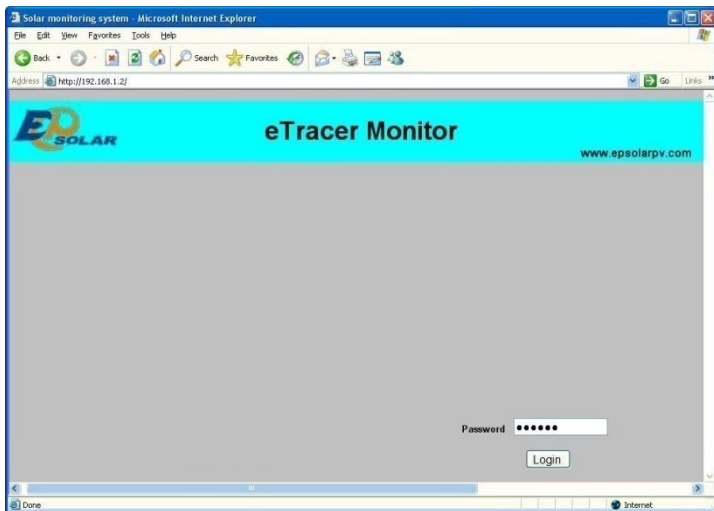 Solar monitoring system - Microsoft Internet Explorer
File Edit View Favorites Tools Help
Back Search Favorites
Address http://192.168.1.2/ Go Links »
EP SOLAR
eTracer Monitor
www.epsolarpv.com
Password ••••••
Login
Done Internet